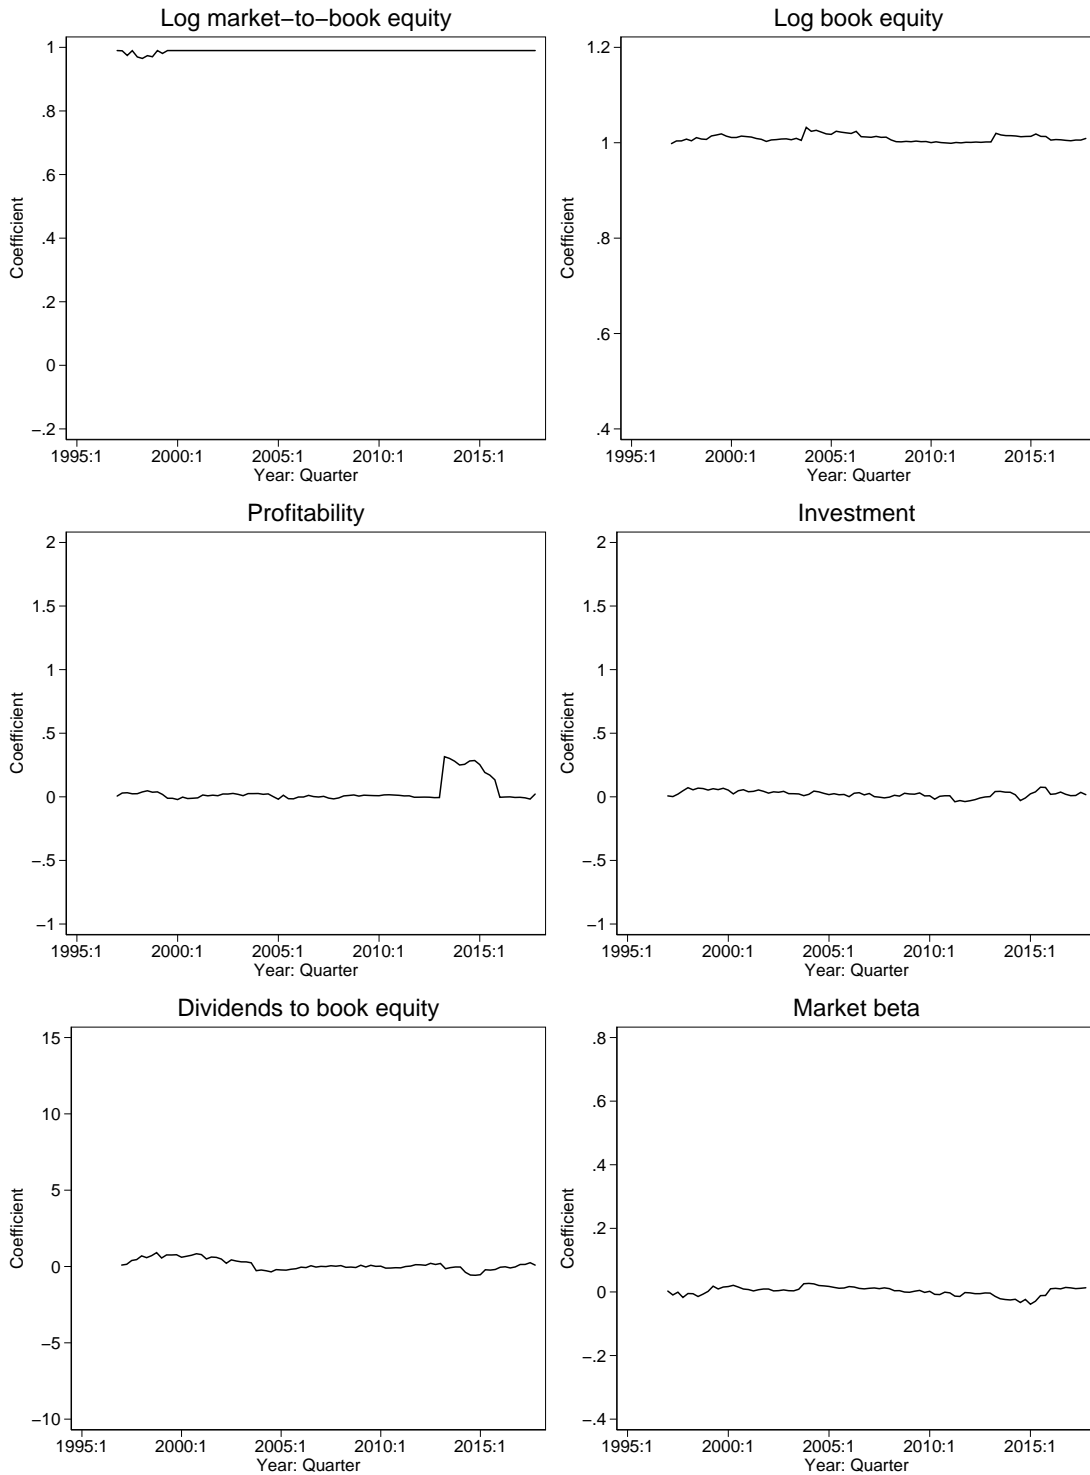 Log market−to−book equity
1
.8
.6
.4
.2
0
−.2
Coefficient
1995:1 2000:1 2005:1 2010:1 2015:1
Year: Quarter
Log book equity
1.2
1
.8
.6
.4
Coefficient
1995:1 2000:1 2005:1 2010:1 2015:1
Year: Quarter
Profitability
2
1.5
1
.5
0
−.5
−1
Coefficient
1995:1 2000:1 2005:1 2010:1 2015:1
Year: Quarter
Investment
2
1.5
1
.5
0
−.5
−1
Coefficient
1995:1 2000:1 2005:1 2010:1 2015:1
Year: Quarter
Dividends to book equity
15
10
5
0
−5
−10
Coefficient
1995:1 2000:1 2005:1 2010:1 2015:1
Year: Quarter
Market beta
.8
.6
.4
.2
0
−.2
−.4
Coefficient
1995:1 2000:1 2005:1 2010:1 2015:1
Year: Quarter